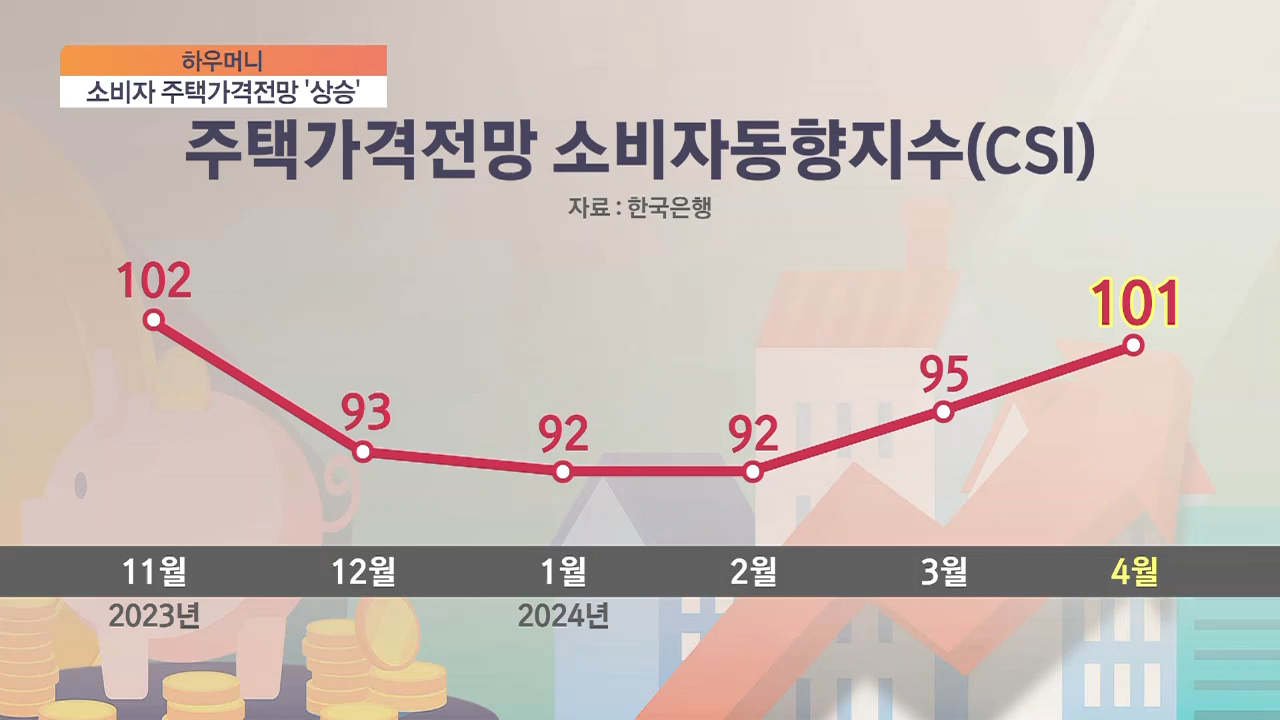 하우머니
소비자 주택가격전망 '상승'
주택가격전망 소비자동향지수(CSI)
자료 : 한국은행
102
93
92
92
95
101
11월
12월
1월
2월
3월
4월
2023년
2024년